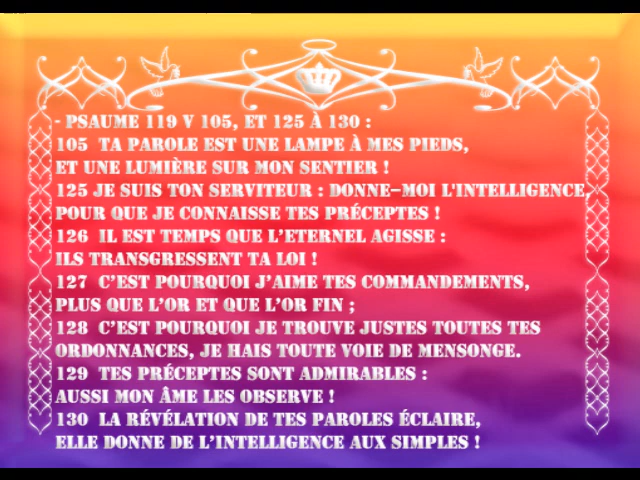 - PSAUME 119 V 105, ET 125 À 130 :
105 TA PAROLE EST UNE LAMPE À MES PIEDS,
ET UNE LUMIÈRE SUR MON SENTIER !
125 JE SUIS TON SERVITEUR : DONNE-MOI L'INTELLIGENCE,
POUR QUE JE CONNAISSE TES PRÉCEPTES !
126 IL EST TEMPS QUE L'ETERNEL AGISSE :
ILS TRANSGRESSENT TA LOI !
127 C'EST POURQUOI J'AIME TES COMMANDEMENTS,
PLUS QUE L'OR ET QUE L'OR FIN ;
128 C'EST POURQUOI JE TROUVE JUSTES TOUTES TES
ORDONNANCES, JE HAIS TOUTE VOIE DE MENSONGE.
129 TES PRÉCEPTES SONT ADMIRABLES :
AUSSI MON ÂME LES OBSERVE !
130 LA RÉVÉLATION DE TES PAROLES ÉCLAIRE,
ELLE DONNE DE L'INTELLIGENCE AUX SIMPLES !